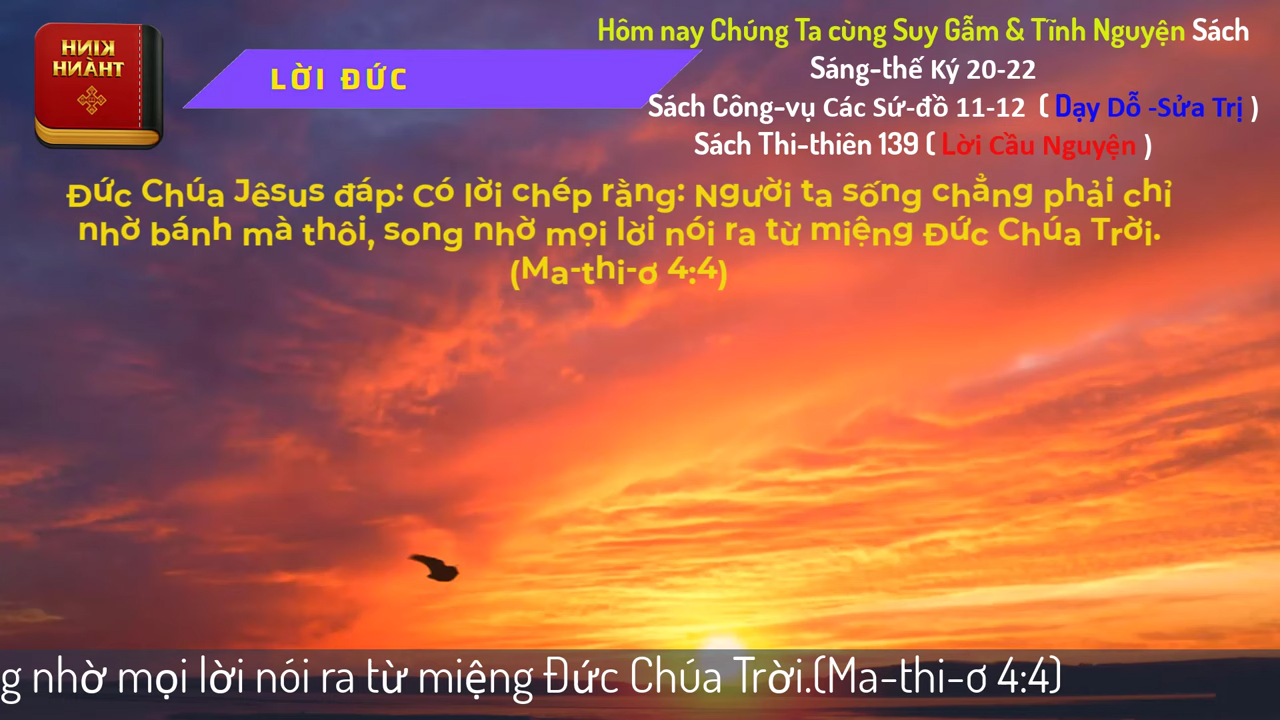 KINH
THÁNH
LỜI ĐỨC
Hôm nay Chúng Ta cùng Suy Gẫm & Tĩnh Nguyện Sách
Sáng-thế Ký 20-22
Sách Công-vụ Các Sứ-đồ 11-12 ( Dạy Dỗ -Sửa Trị )
Sách Thi-thiên 139 ( Lời Cầu Nguyện )
Đức Chúa Jêsus đáp: Có lời chép rằng: Người ta sống chẳng phải chỉ
nhờ bánh mà thôi, song nhờ mọi lời nói ra từ miệng Đức Chúa Trời.
(Ma-thi-ơ 4:4)
g nhờ mọi lời nói ra từ miệng Đức Chúa Trời.(Ma-thi-ơ 4:4)